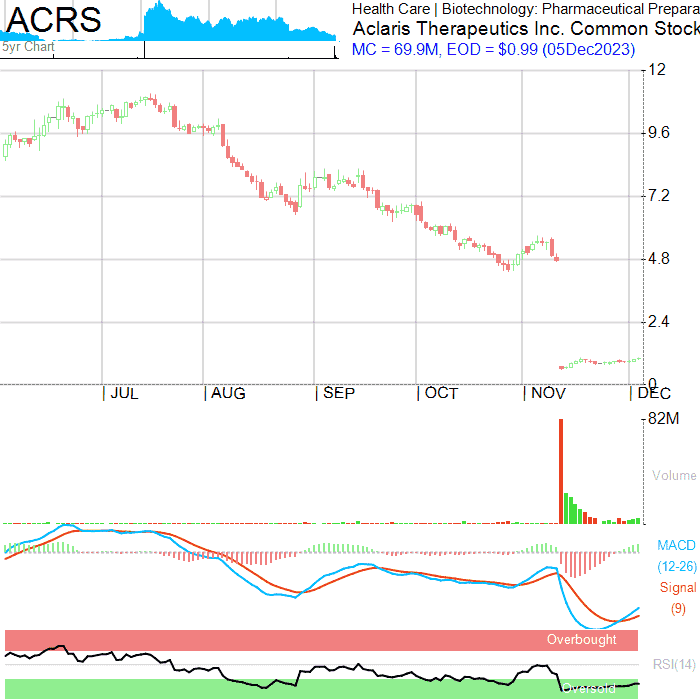 ACRS
5yr Chart
Health Care | Biotechnology: Pharmaceutical Prepara
Aclaris Therapeutics Inc. Common Stock
MC = 69.9M, EOD = $0.99 (05Dec2023)
12
9.6
7.2
4.8
2.4
0
| JUL | AUG | SEP | OCT | NOV | DEC
82M
Volume
MACD
(12-26)
Signal
(9)
Overbought
RSI(14)
Oversold